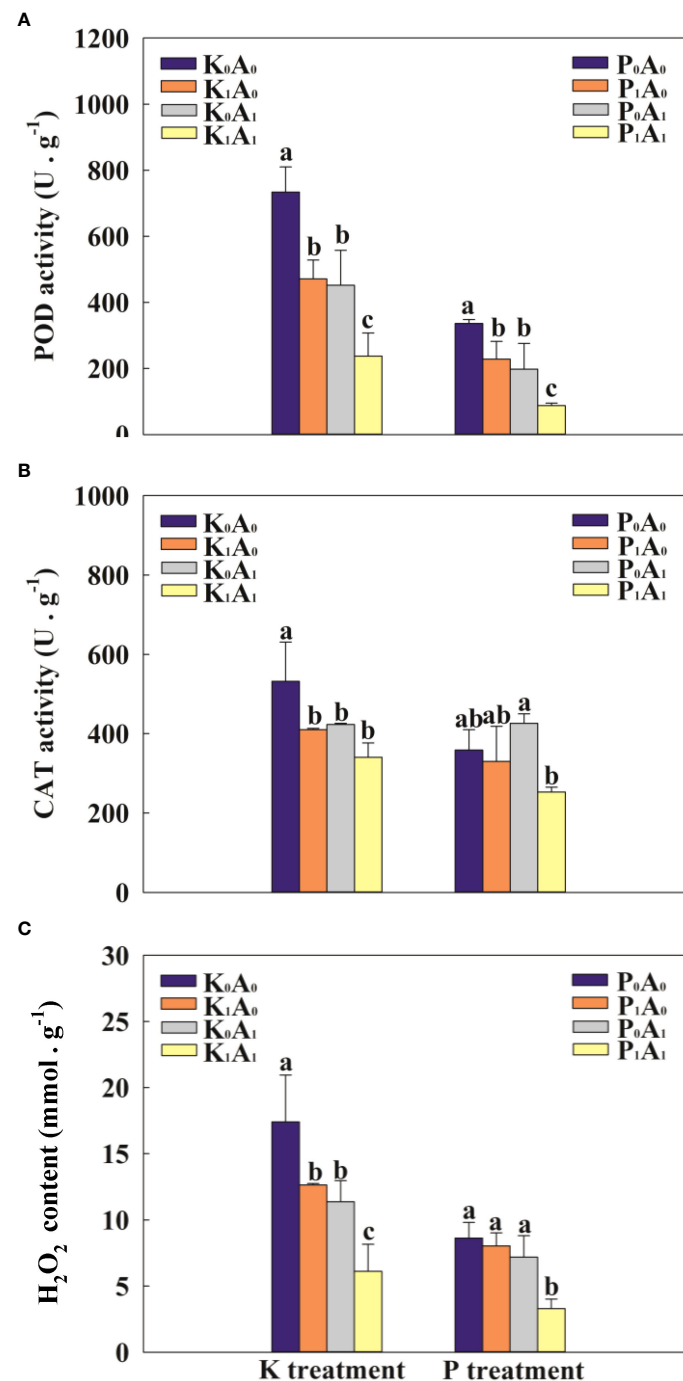 A
POD activity (U . g⁻¹)
1200
1000
800
600
400
200
0
K₀A₀
K₁A₀
K₀A₁
K₁A₁
P₀A₀
P₁A₀
P₀A₁
P₁A₁
a
b
b
c
a
b
b
c
B
CAT activity (U . g⁻¹)
1000
800
600
400
200
0
K₀A₀
K₁A₀
K₀A₁
K₁A₁
P₀A₀
P₁A₀
P₀A₁
P₁A₁
a
b
b
b
ab
ab
a
b
C
H₂O₂ content (mmol . g⁻¹)
30
25
20
15
10
5
0
K₀A₀
K₁A₀
K₀A₁
K₁A₁
P₀A₀
P₁A₀
P₀A₁
P₁A₁
a
b
b
c
a
a
a
b
K treatment
P treatment